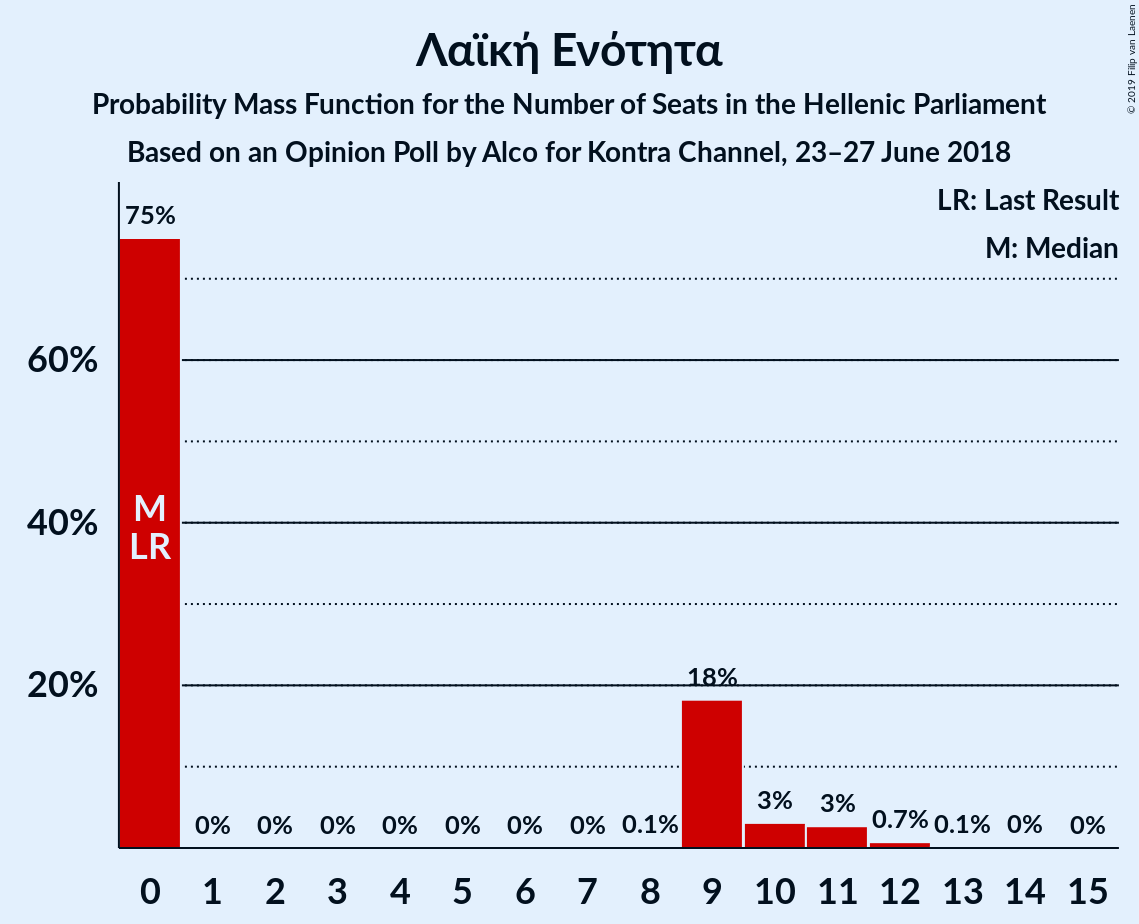 Λαϊκή Ενότητα
Probability Mass Function for the Number of Seats in the Hellenic Parliament
Based on an Opinion Poll by Alco for Kontra Channel, 23–27 June 2018
© 2019 Filip van Laenen
LR: Last Result
M: Median
75%
60%
40%
20%
M
LR
0% 0% 0% 0% 0% 0% 0% 0.1% 18% 3% 3% 0.7% 0.1% 0% 0%
0 1 2 3 4 5 6 7 8 9 10 11 12 13 14 15